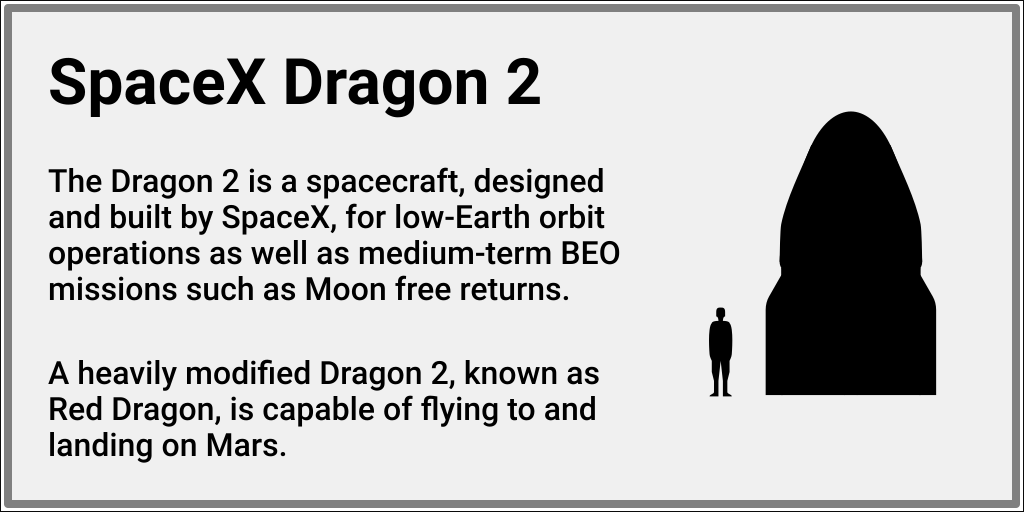 SpaceX Dragon 2
The Dragon 2 is a spacecraft, designed
and built by SpaceX, for low-Earth orbit
operations as well as medium-term BEO
missions such as Moon free returns.
A heavily modified Dragon 2, known as
Red Dragon, is capable of flying to and
landing on Mars.